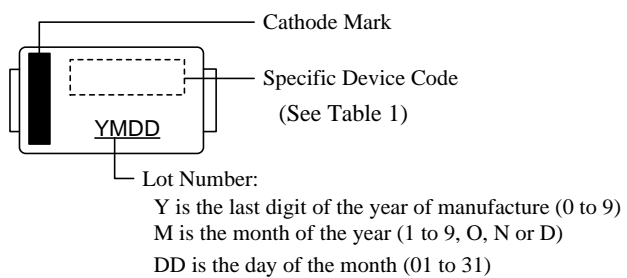 Cathode Mark
Specific Device Code
(See Table 1)
YMDD
Lot Number:
Y is the last digit of the year of manufacture (0 to 9)
M is the month of the year (1 to 9, O, N or D)
DD is the day of the month (01 to 31)